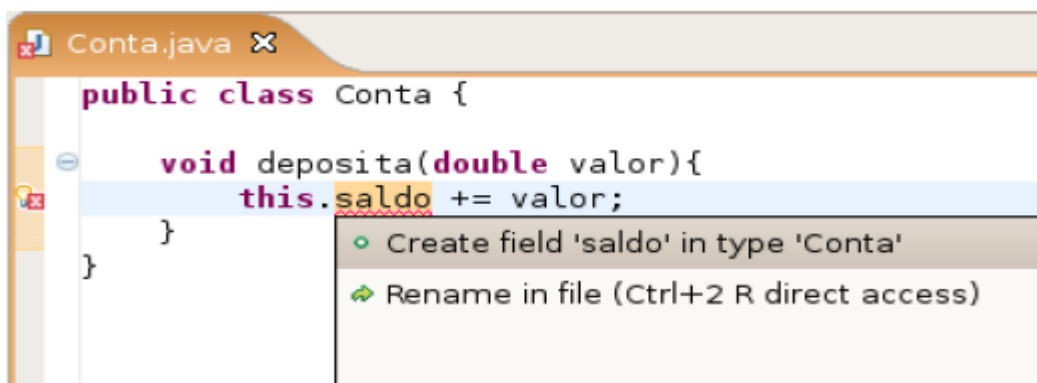 Conta.java
public class Conta {
void deposita(double valor){
this.saldo += valor;
}
}
Create field 'saldo' in type 'Conta'
Rename in file (Ctrl+2 R direct access)